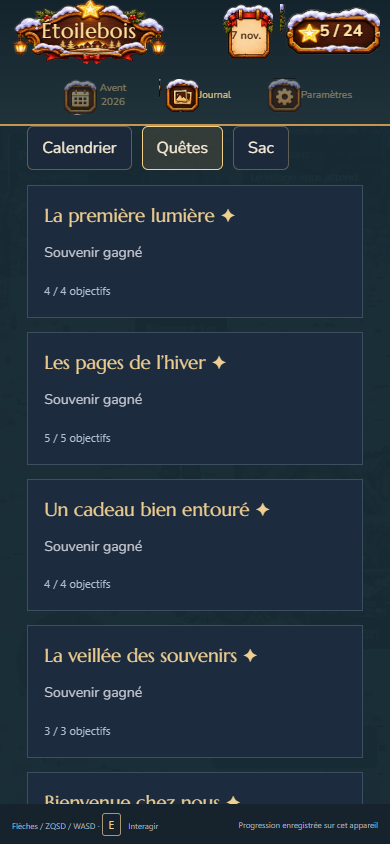 Étoilebois
7 nov.
5 / 24
Avent
2026
Journal
Paramètres
Calendrier
Quêtes
Sac
La première lumière ✦
Souvenir gagné
4 / 4 objectifs
Les pages de l'hiver ✦
Souvenir gagné
5 / 5 objectifs
Un cadeau bien entouré ✦
Souvenir gagné
4 / 4 objectifs
La veillée des souvenirs ✦
Souvenir gagné
3 / 3 objectifs
Bienvenue chez nous ✦
Flèches / ZQSD / WASD · E Interagir
Progression enregistrée sur cet appareil